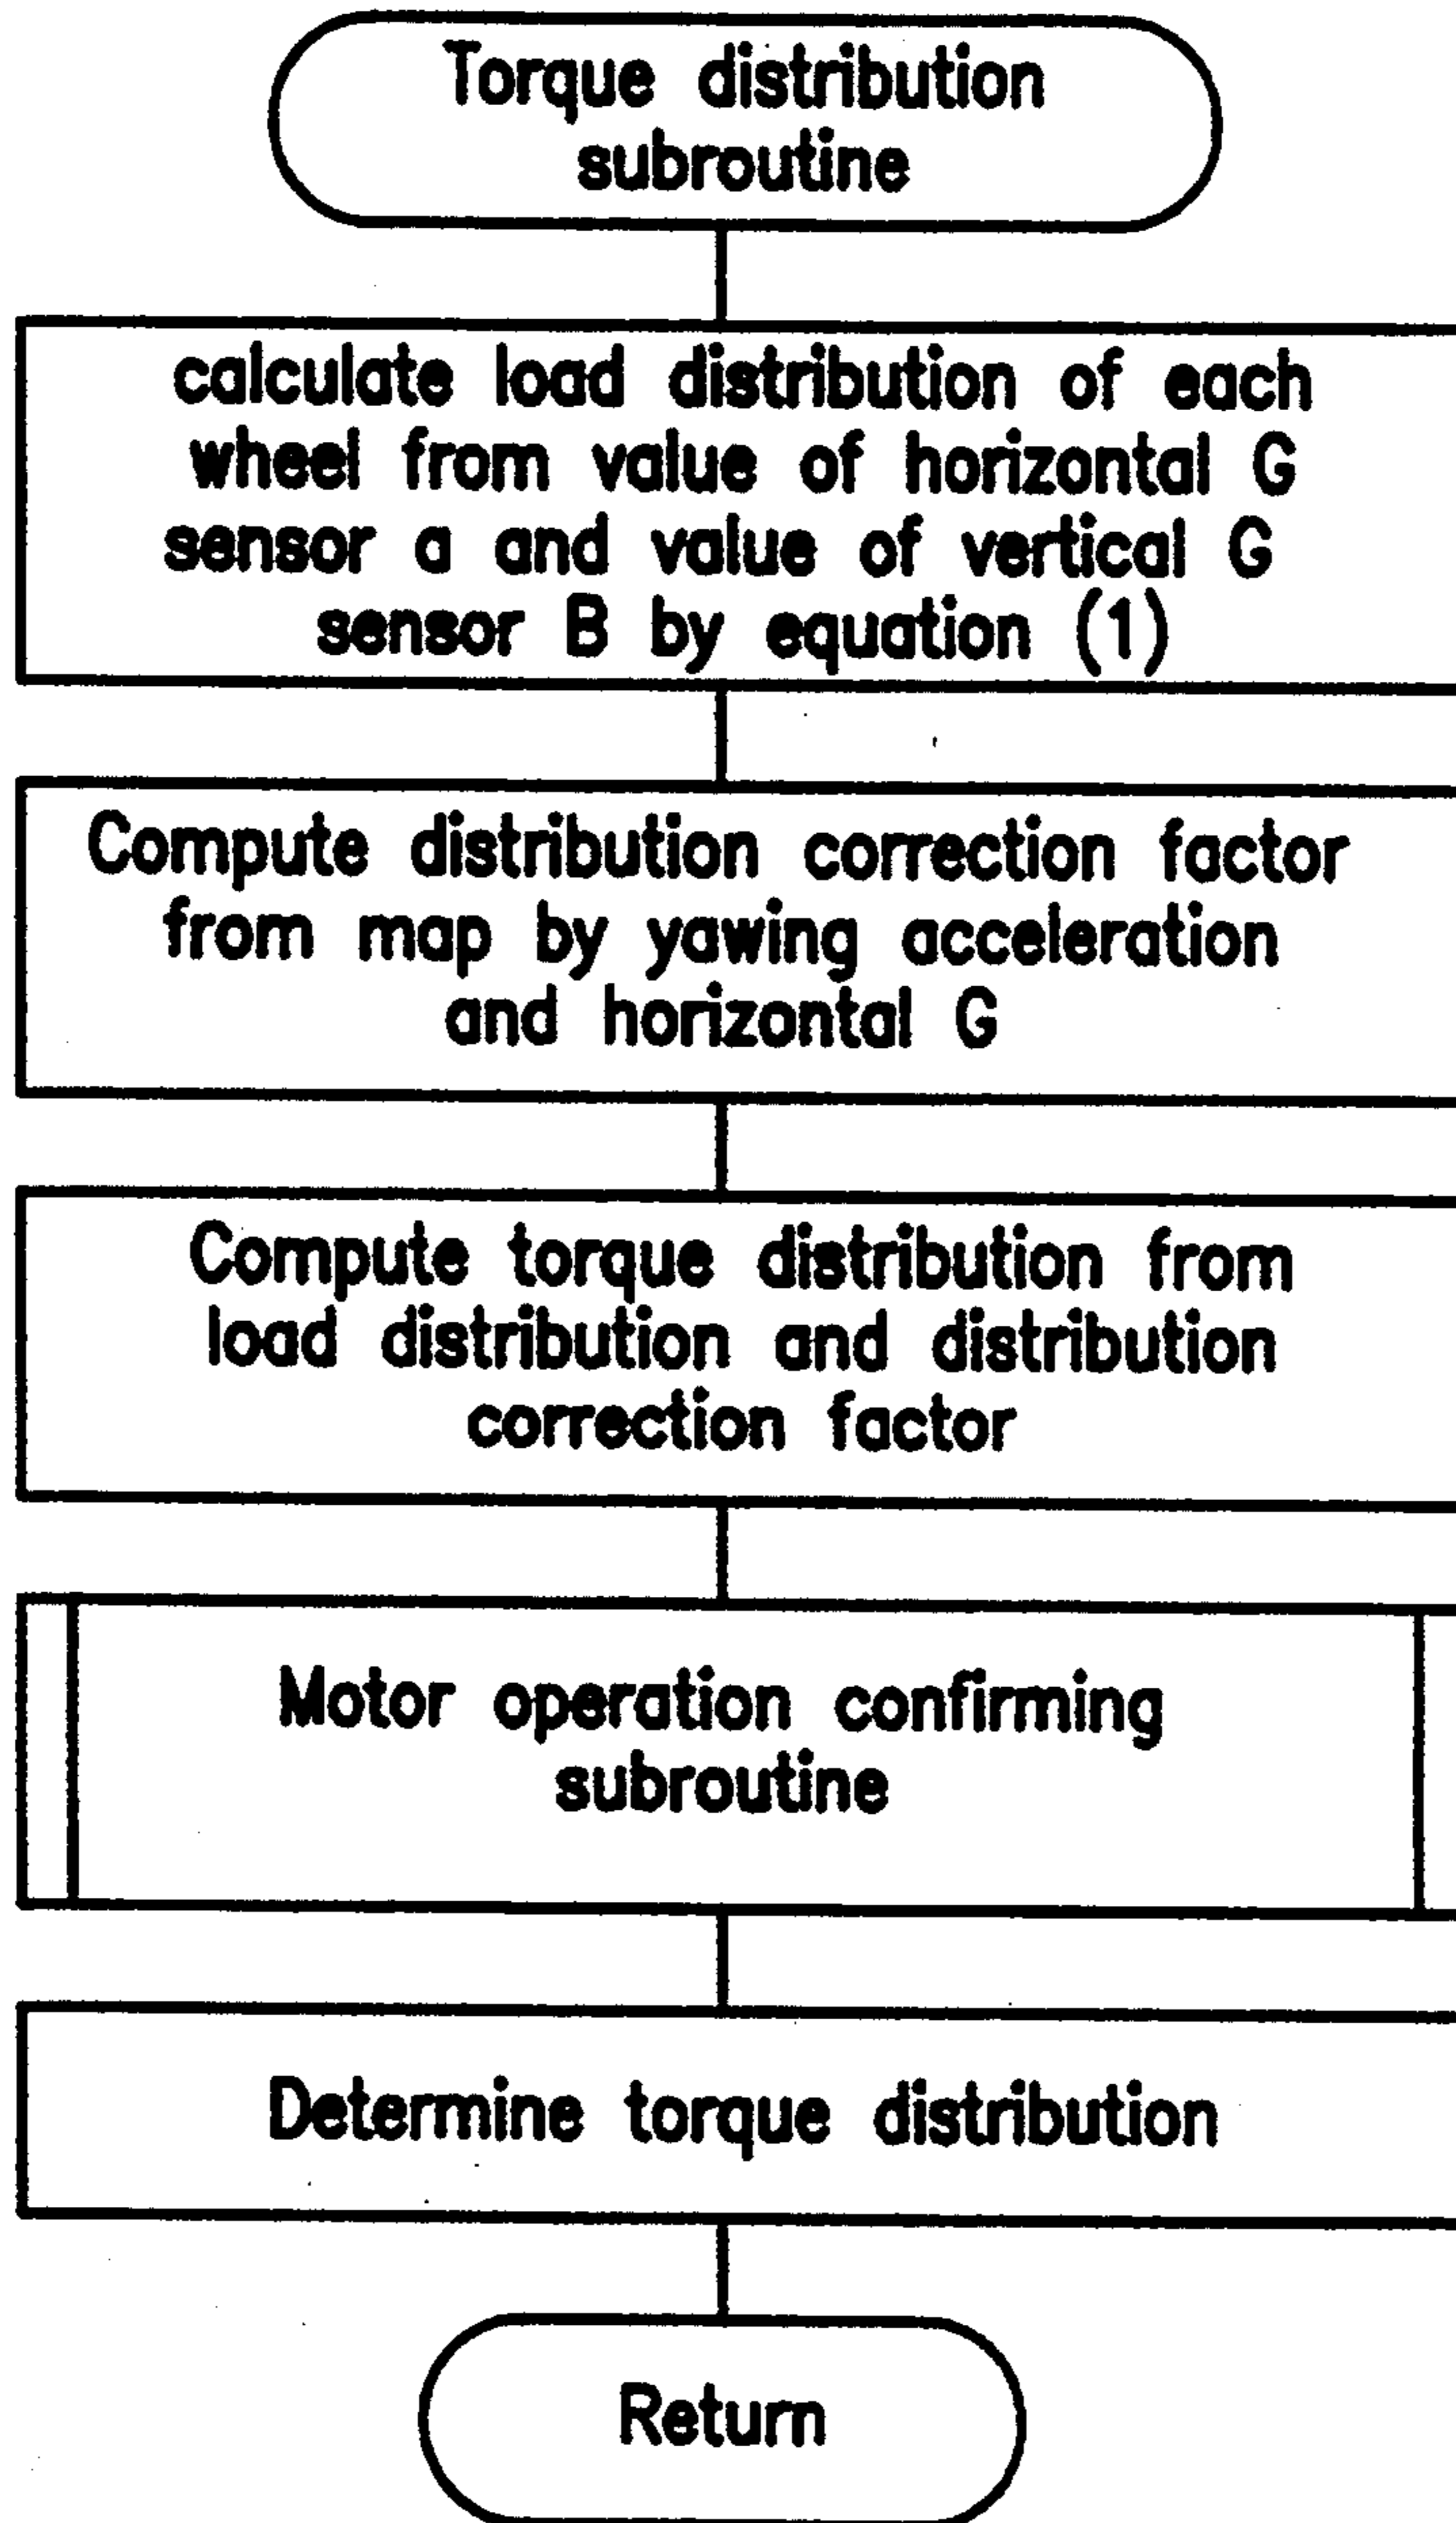 Torque distribution
subroutine
calculate load distribution of each
wheel from value of horizontal G
sensor a and value of vertical G
sensor B by equation (1)
Compute distribution correction factor
from map by yawing acceleration
and horizontal G
Compute torque distribution from
load distribution and distribution
correction factor
Motor operation confirming
subroutine
Determine torque distribution
Return